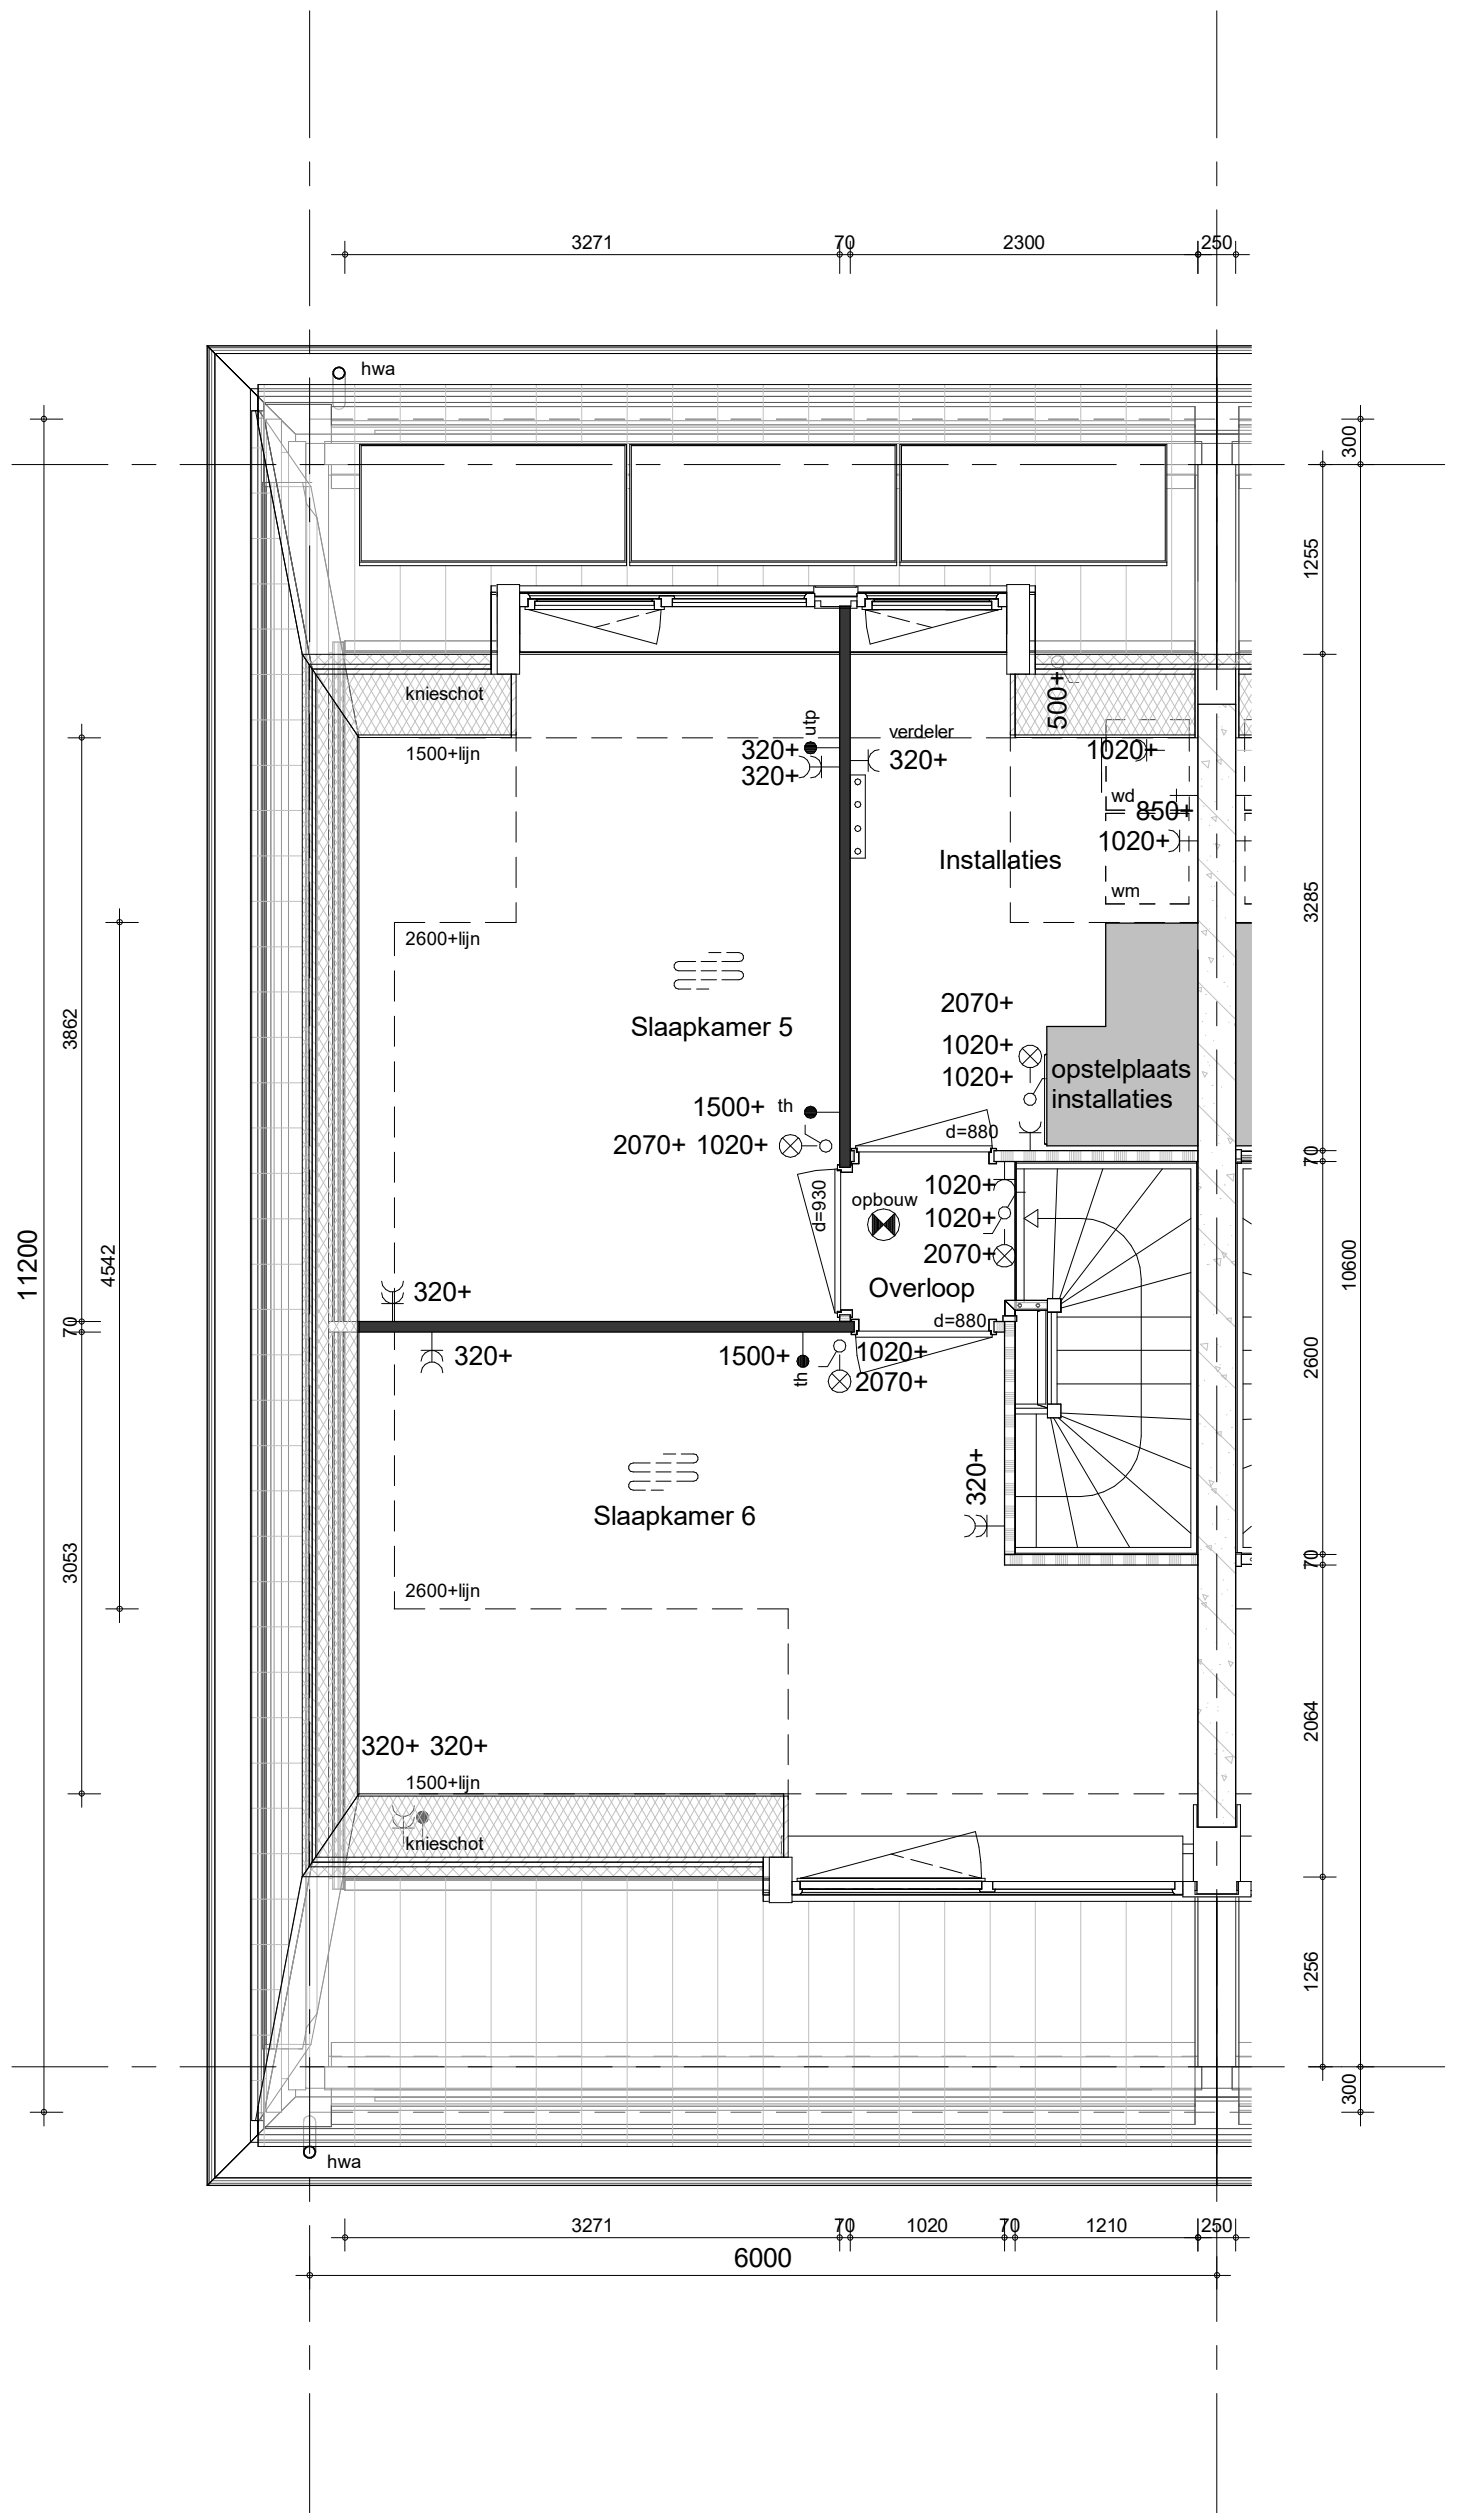 3271
70
2300
250
hwa
300
1255
knieschot
500+
1500+lijn
utp
320+
320+
verdeler
320+
1020+
wd
850+
1020+
Installaties
wm
3285
2600+lijn
2070+
Slaapkamer 5
1020+
1020+
opstelplaats
installaties
3862
1500+
th
2070+
1020+
d=880
70
d=930
opbouw
1020+
1020+
2070+
11200
4542
10600
Overloop
320+
d=880
70
320+
1500+
th
1020+
2070+
2600
320+
Slaapkamer 6
3053
70
2600+lijn
2064
320+
320+
1500+lijn
knieschot
1256
300
hwa
3271
70
1020
70
1210
250
6000